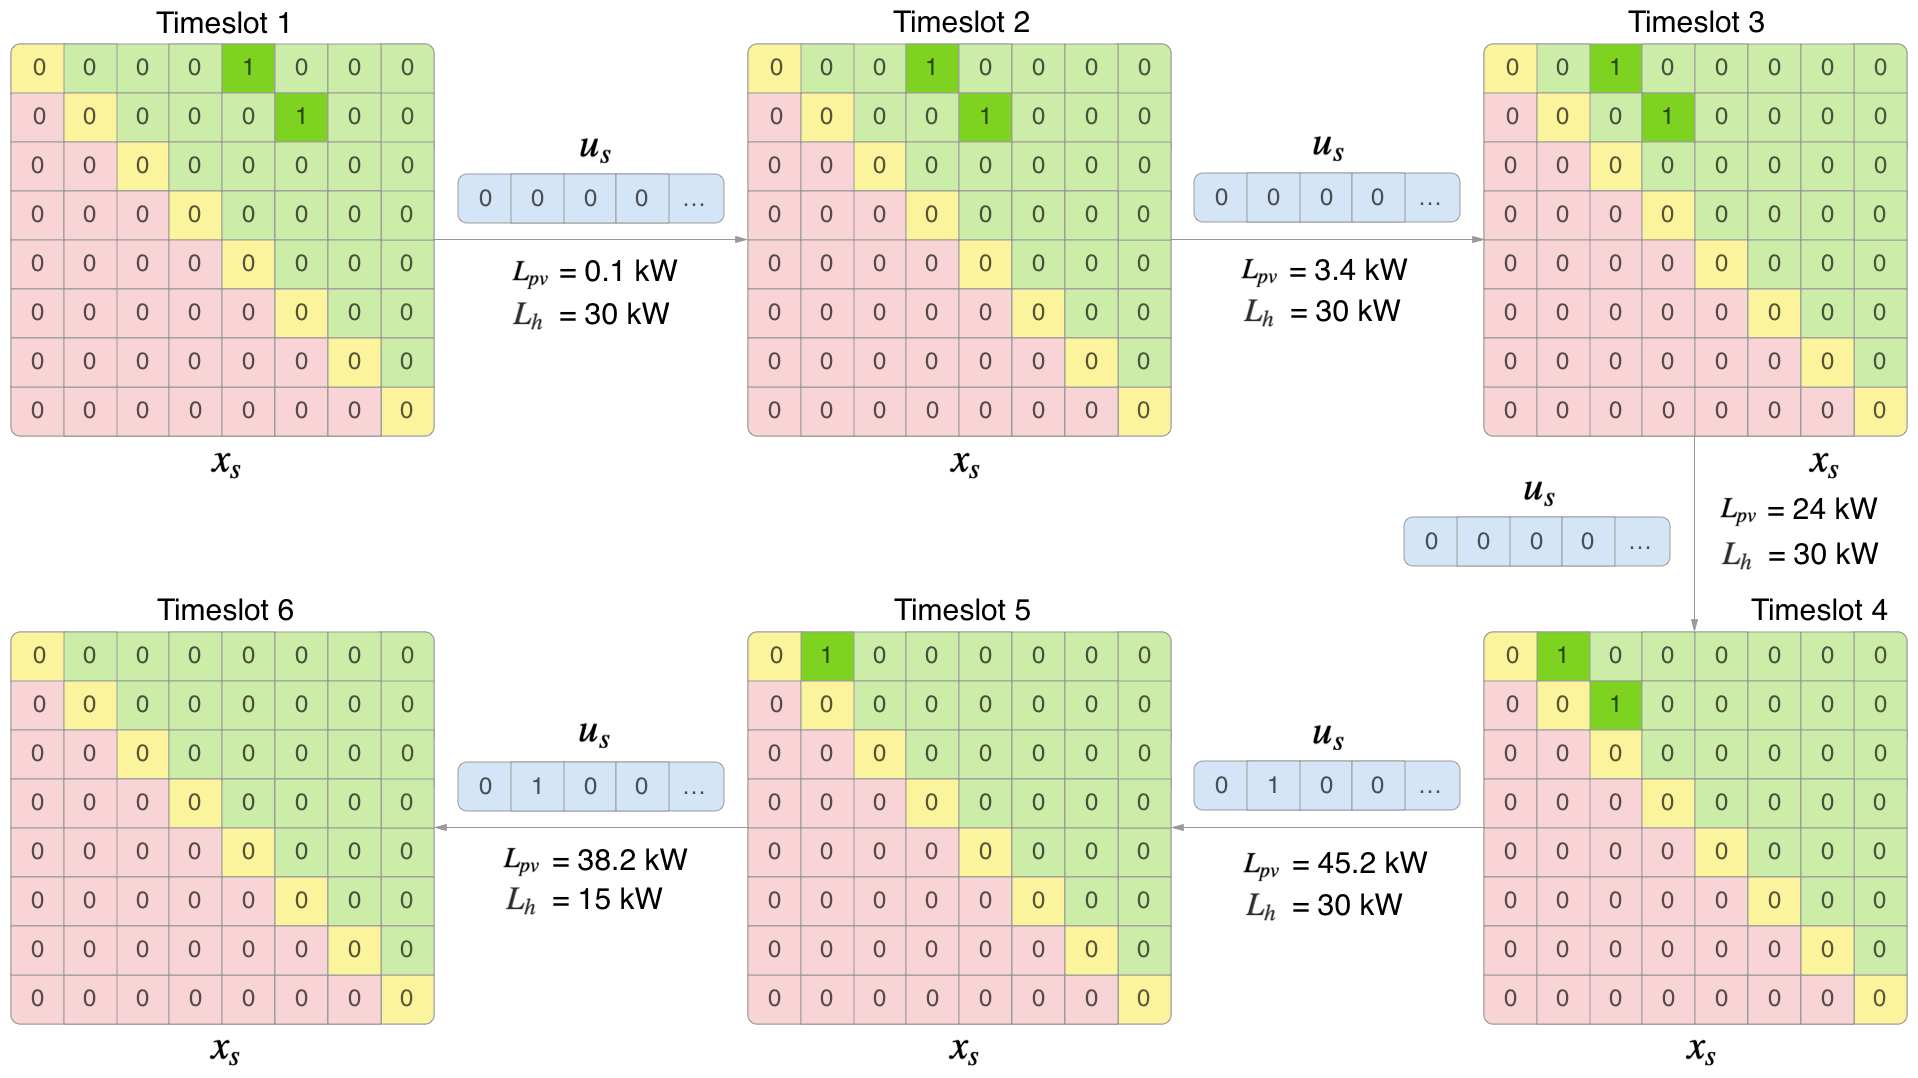 Timeslot 1
0 0 0 0 1 0 0 0
0 0 0 0 0 1 0 0
0 0 0 0 0 0 0 0
0 0 0 0 0 0 0 0
0 0 0 0 0 0 0 0
0 0 0 0 0 0 0 0
0 0 0 0 0 0 0 0
0 0 0 0 0 0 0 0
x_s
u_s
0 0 0 0 ...
L_pv = 0.1 kW
L_h = 30 kW
Timeslot 2
0 0 0 1 0 0 0 0
0 0 0 0 1 0 0 0
0 0 0 0 0 0 0 0
0 0 0 0 0 0 0 0
0 0 0 0 0 0 0 0
0 0 0 0 0 0 0 0
0 0 0 0 0 0 0 0
0 0 0 0 0 0 0 0
x_s
u_s
0 0 0 0 ...
L_pv = 3.4 kW
L_h = 30 kW
Timeslot 3
0 0 1 0 0 0 0 0
0 0 0 1 0 0 0 0
0 0 0 0 0 0 0 0
0 0 0 0 0 0 0 0
0 0 0 0 0 0 0 0
0 0 0 0 0 0 0 0
0 0 0 0 0 0 0 0
0 0 0 0 0 0 0 0
x_s
u_s
0 0 0 0 ...
L_pv = 24 kW
L_h = 30 kW
Timeslot 4
0 1 0 0 0 0 0 0
0 0 1 0 0 0 0 0
0 0 0 0 0 0 0 0
0 0 0 0 0 0 0 0
0 0 0 0 0 0 0 0
0 0 0 0 0 0 0 0
0 0 0 0 0 0 0 0
0 0 0 0 0 0 0 0
x_s
u_s
0 1 0 0 ...
L_pv = 45.2 kW
L_h = 30 kW
Timeslot 5
0 1 0 0 0 0 0 0
0 0 0 0 0 0 0 0
0 0 0 0 0 0 0 0
0 0 0 0 0 0 0 0
0 0 0 0 0 0 0 0
0 0 0 0 0 0 0 0
0 0 0 0 0 0 0 0
0 0 0 0 0 0 0 0
x_s
u_s
0 1 0 0 ...
L_pv = 38.2 kW
L_h = 15 kW
Timeslot 6
0 0 0 0 0 0 0 0
0 0 0 0 0 0 0 0
0 0 0 0 0 0 0 0
0 0 0 0 0 0 0 0
0 0 0 0 0 0 0 0
0 0 0 0 0 0 0 0
0 0 0 0 0 0 0 0
0 0 0 0 0 0 0 0
x_s